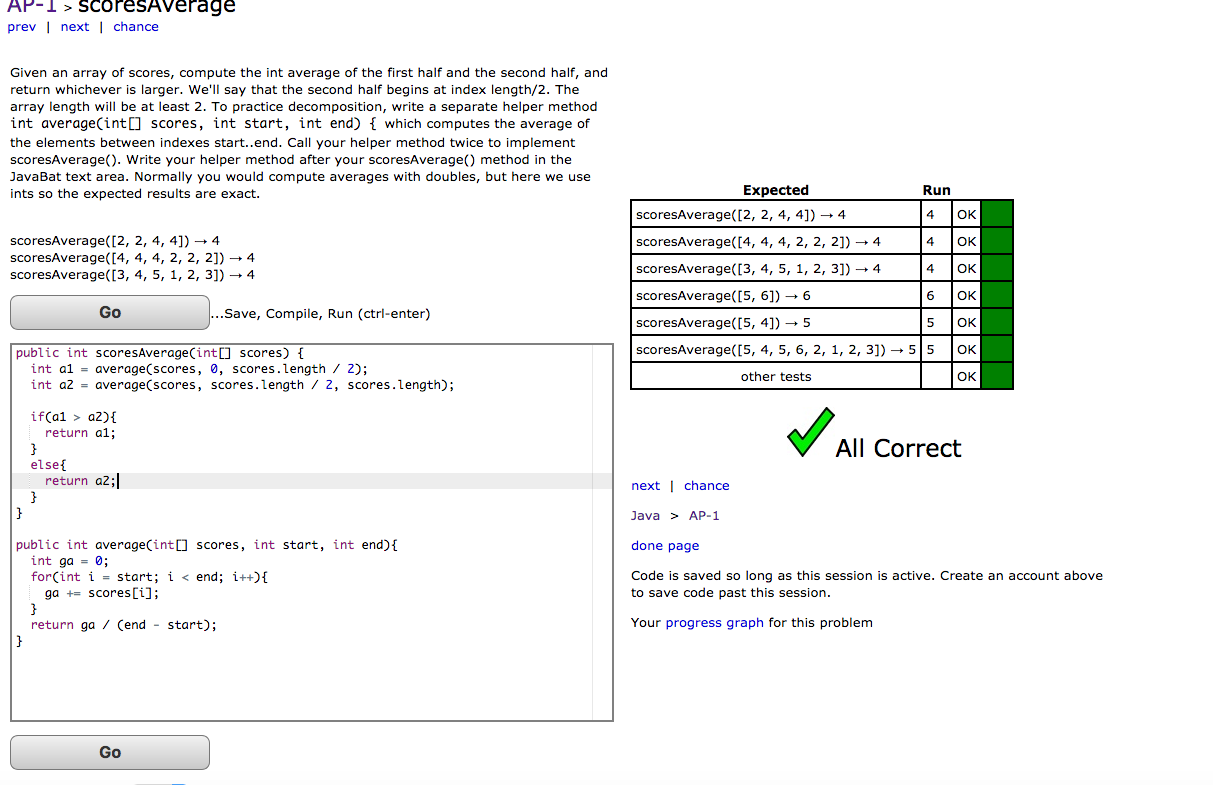 AP-1 > scoresAverage
prev | next | chance
Given an array of scores, compute the int average of the first half and the second half, and
return whichever is larger. We'll say that the second half begins at index length/2. The
array length will be at least 2. To practice decomposition, write a separate helper method
int average(int[] scores, int start, int end) { which computes the average of
the elements between indexes start..end. Call your helper method twice to implement
scoresAverage(). Write your helper method after your scoresAverage() method in the
JavaBat text area. Normally you would compute averages with doubles, but here we use
ints so the expected results are exact.
scoresAverage([2, 2, 4, 4]) → 4
scoresAverage([4, 4, 4, 2, 2, 2]) → 4
scoresAverage([3, 4, 5, 1, 2, 3]) → 4
Go ...Save, Compile, Run (ctrl-enter)
public int scoresAverage(int[] scores) {
  int a1 = average(scores, 0, scores.length / 2);
  int a2 = average(scores, scores.length / 2, scores.length);
  if(a1 > a2){
    return a1;
  }
  else{
    return a2;
  }
}
public int average(int[] scores, int start, int end){
  int ga = 0;
  for(int i = start; i < end; i++){
    ga += scores[i];
  }
  return ga / (end - start);
}
Go
Expected Run
scoresAverage([2, 2, 4, 4]) → 4 4 OK
scoresAverage([4, 4, 4, 2, 2, 2]) → 4 4 OK
scoresAverage([3, 4, 5, 1, 2, 3]) → 4 4 OK
scoresAverage([5, 6]) → 6 6 OK
scoresAverage([5, 4]) → 5 5 OK
scoresAverage([5, 4, 5, 6, 2, 1, 2, 3]) → 5 5 OK
other tests OK
All Correct
next | chance
Java > AP-1
done page
Code is saved so long as this session is active. Create an account above
to save code past this session.
Your progress graph for this problem